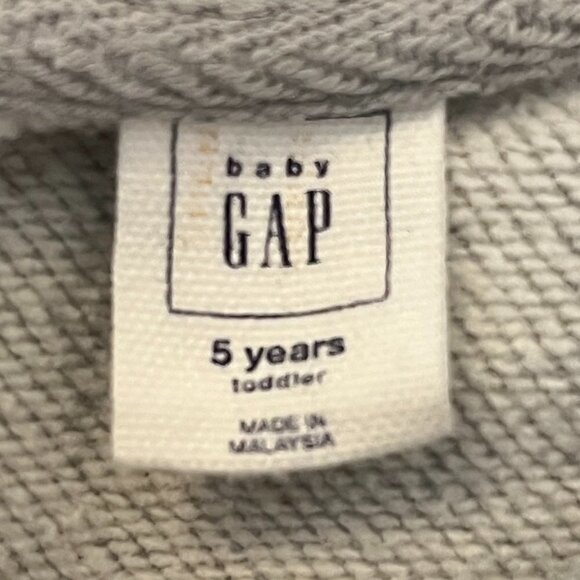 baby
GAP
5 years
toddler
MADE IN
MALAYSIA